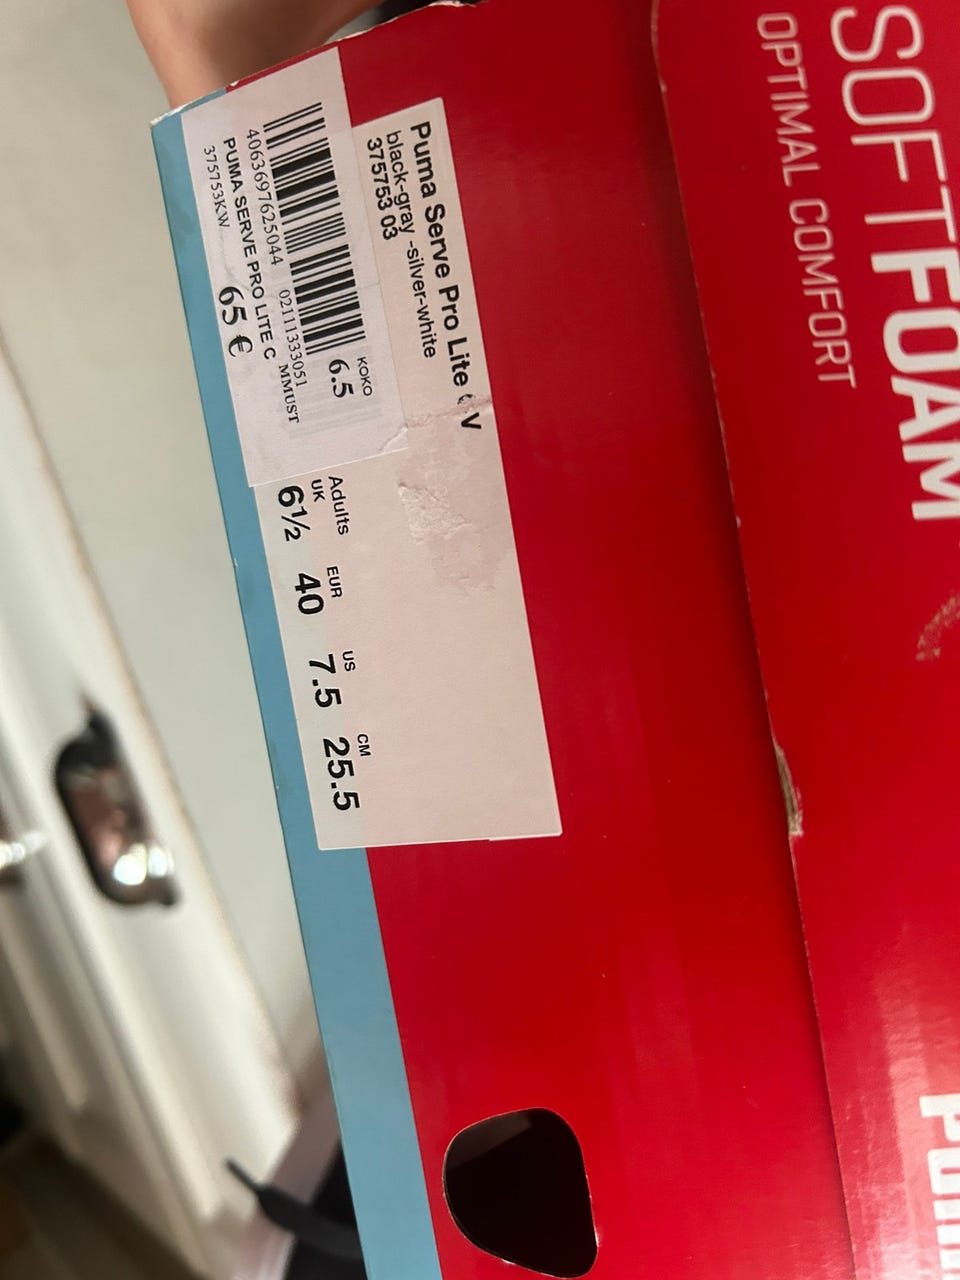 SOFTFOAM
OPTIMAL COMFORT
Puma Serve Pro Lite V
black-gray -silver-white
375753 03
KOKO
6.5
4063697625044 02111333051
PUMA SERVE PRO LITE C MMUST
375753KW
65 €
Adults
UK EUR US CM
6½ 40 7.5 25.5